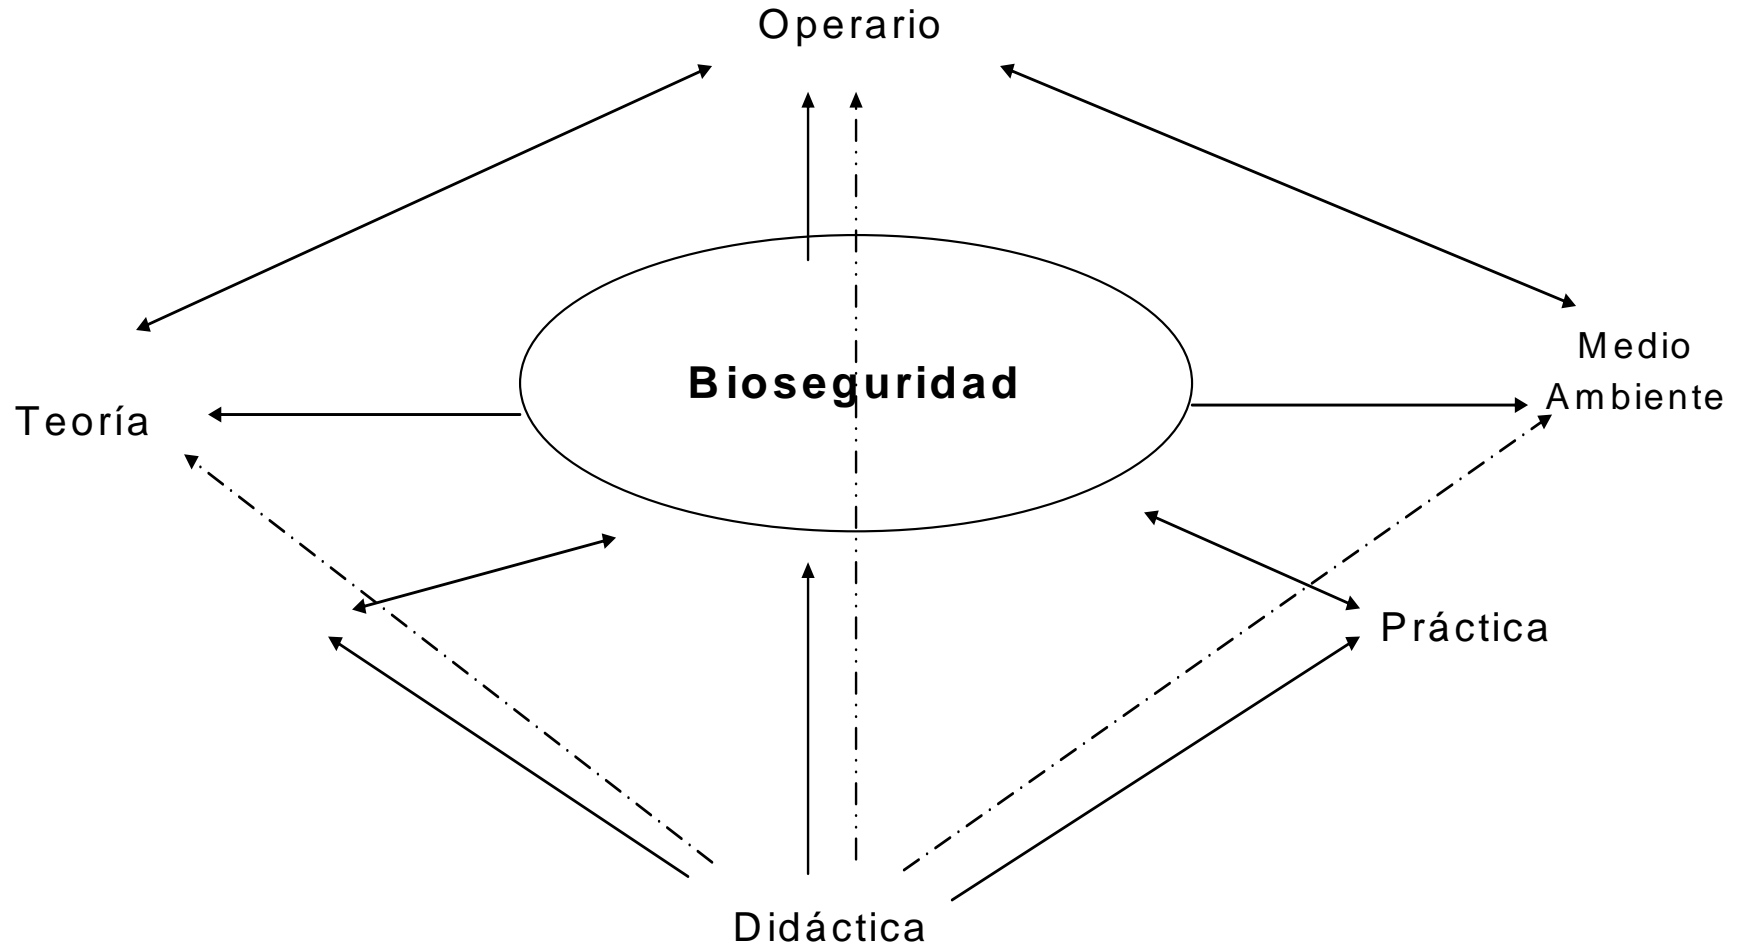 Operario
Medio
Ambiente
Bioseguridad
Teoría
Práctica
Didáctica